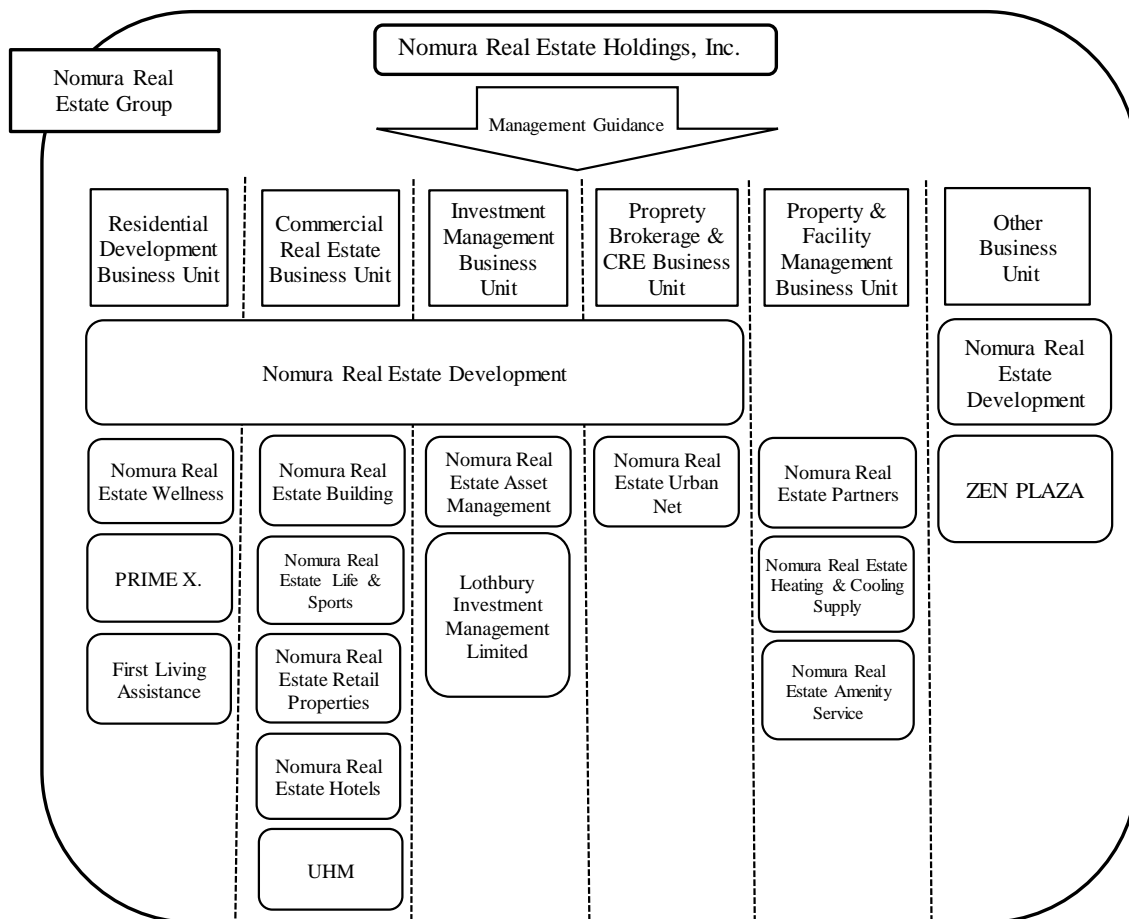 Nomura Real Estate Holdings, Inc.
Nomura Real
Estate Group
Management Guidance
Residential
Development
Business Unit
Commercial
Real Estate
Business Unit
Investment
Management
Business
Unit
Proprety
Brokerage &
CRE Business
Unit
Property &
Facility
Management
Business Unit
Other
Business
Unit
Nomura Real Estate Development
Nomura Real
Estate
Development
Nomura Real
Estate Wellness
PRIME X.
First Living
Assistance
Nomura Real
Estate Building
Nomura Real
Estate Life &
Sports
Nomura Real
Estate Retail
Properties
Nomura Real
Estate Hotels
UHM
Nomura Real
Estate Asset
Management
Lothbury
Investment
Management
Limited
Nomura Real
Estate Urban
Net
Nomura Real
Estate Partners
Nomura Real Estate
Heating & Cooling
Supply
Nomura Real
Estate Amenity
Service
ZEN PLAZA